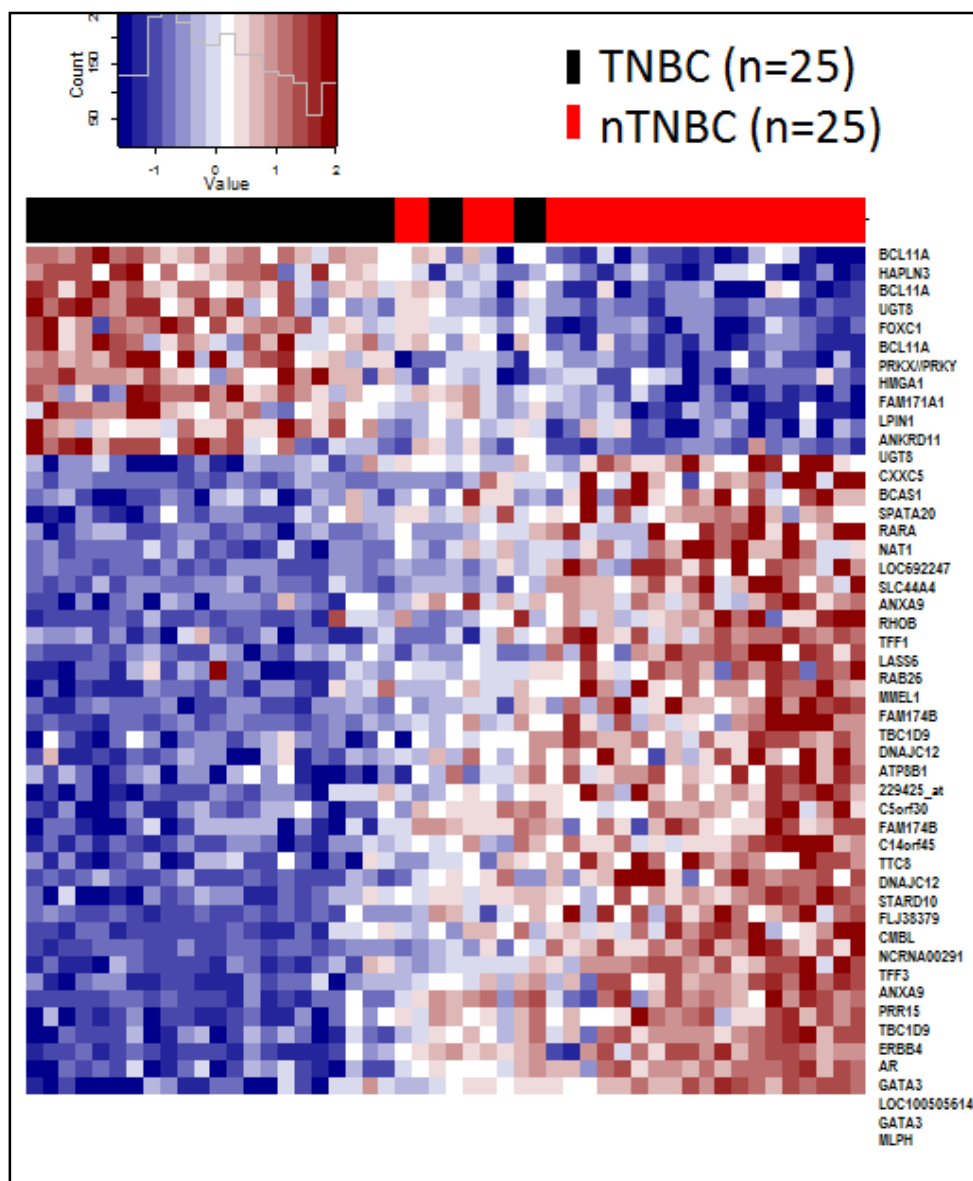 2
150
50
Count
-1 0 1 2
Value
TNBC (n=25)
nTNBC (n=25)
BCL11A
HAPLN3
BCL11A
UGT8
FOXC1
BCL11A
PRKX//PRKY
HMGA1
FAM171A1
LPIN1
ANKRD11
UGT8
CXXC5
BCAS1
SPATA20
RARA
NAT1
LOC692247
SLC44A4
ANXA9
RHOB
TFF1
LASS6
RAB26
MMEL1
FAM174B
TBC1D9
DNAJC12
ATP8B1
229425_at
C5orf30
FAM174B
C14orf45
TTC8
DNAJC12
STARD10
FLJ38379
CMBL
NCRNA00291
TFF3
ANXA9
PRR15
TBC1D9
ERBB4
AR
GATA3
LOC100505614
GATA3
MLPH